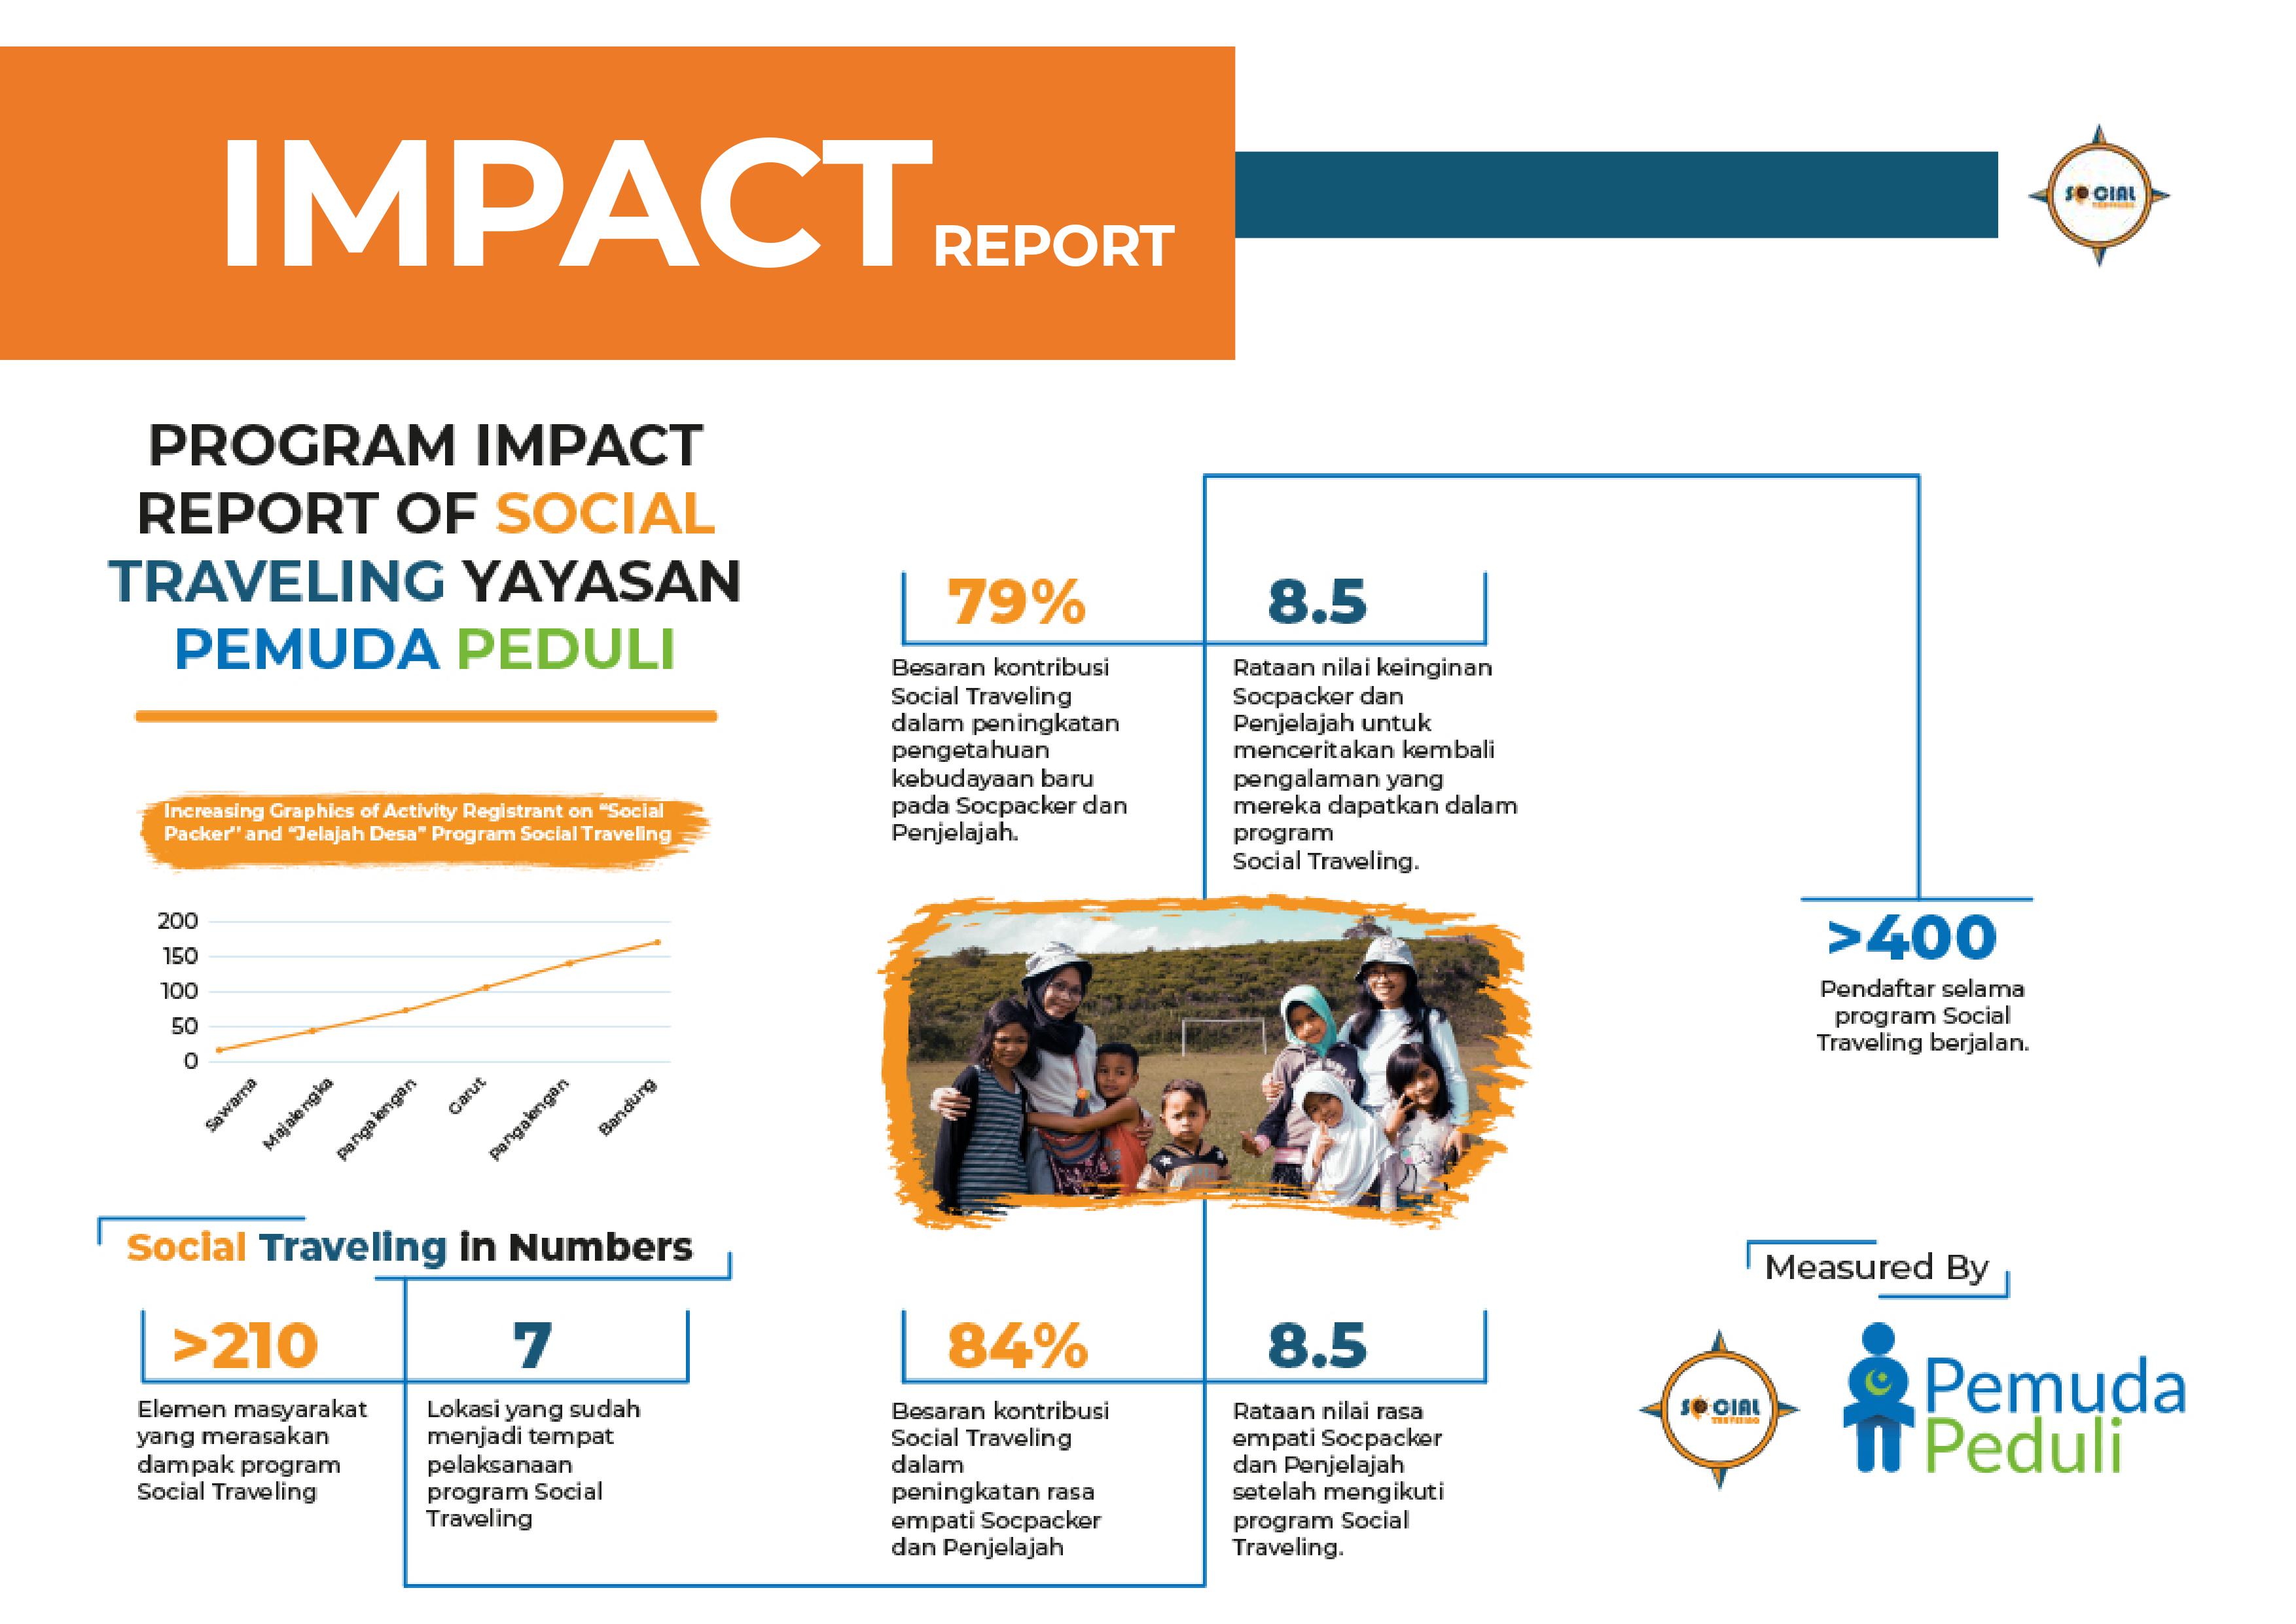 IMPACT REPORT
SOCIAL
TRAVELING
PROGRAM IMPACT
REPORT OF SOCIAL
TRAVELING YAYASAN
PEMUDA PEDULI
Increasing Graphics of Activity Registrant on “Social
Packer” and “Jelajah Desa” Program Social Traveling
200
150
100
50
0
Sawarna
Majalengka
Pangalengan
Garut
Pangalengan
Bandung
Social Traveling in Numbers
>210
Elemen masyarakat
yang merasakan
dampak program
Social Traveling
7
Lokasi yang sudah
menjadi tempat
pelaksanaan
program Social
Traveling
79%
Besaran kontribusi
Social Traveling
dalam peningkatan
pengetahuan
kebudayaan baru
pada Socpacker dan
Penjelajah.
8.5
Rataan nilai keinginan
Socpacker dan
Penjelajah untuk
menceritakan kembali
pengalaman yang
mereka dapatkan dalam
program
Social Traveling.
84%
Besaran kontribusi
Social Traveling
dalam
peningkatan rasa
empati Socpacker
dan Penjelajah
8.5
Rataan nilai rasa
empati Socpacker
dan Penjelajah
setelah mengikuti
program Social
Traveling.
>400
Pendaftar selama
program Social
Traveling berjalan.
Measured By
SOCIAL
TRAVELING
Pemuda
Peduli